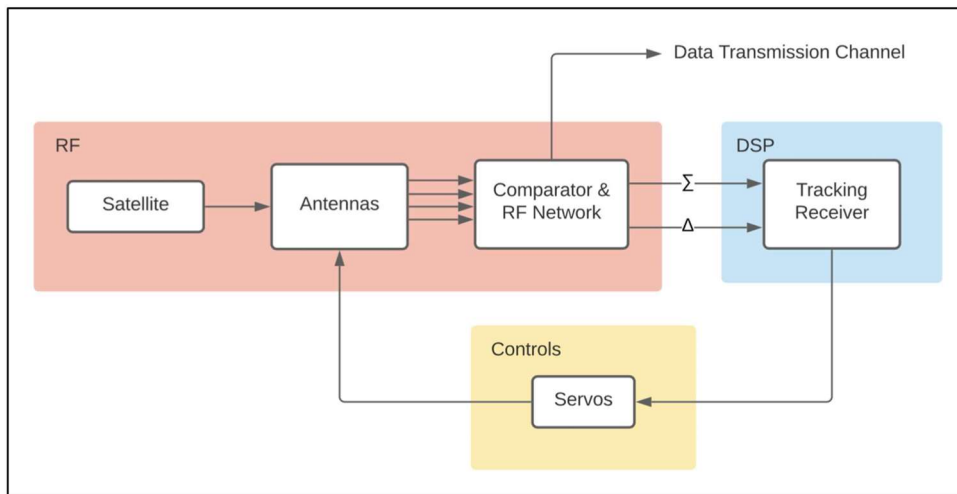 Data Transmission Channel
RF
DSP
Satellite
Antennas
Comparator &
RF Network
∑
Δ
Tracking
Receiver
Controls
Servos